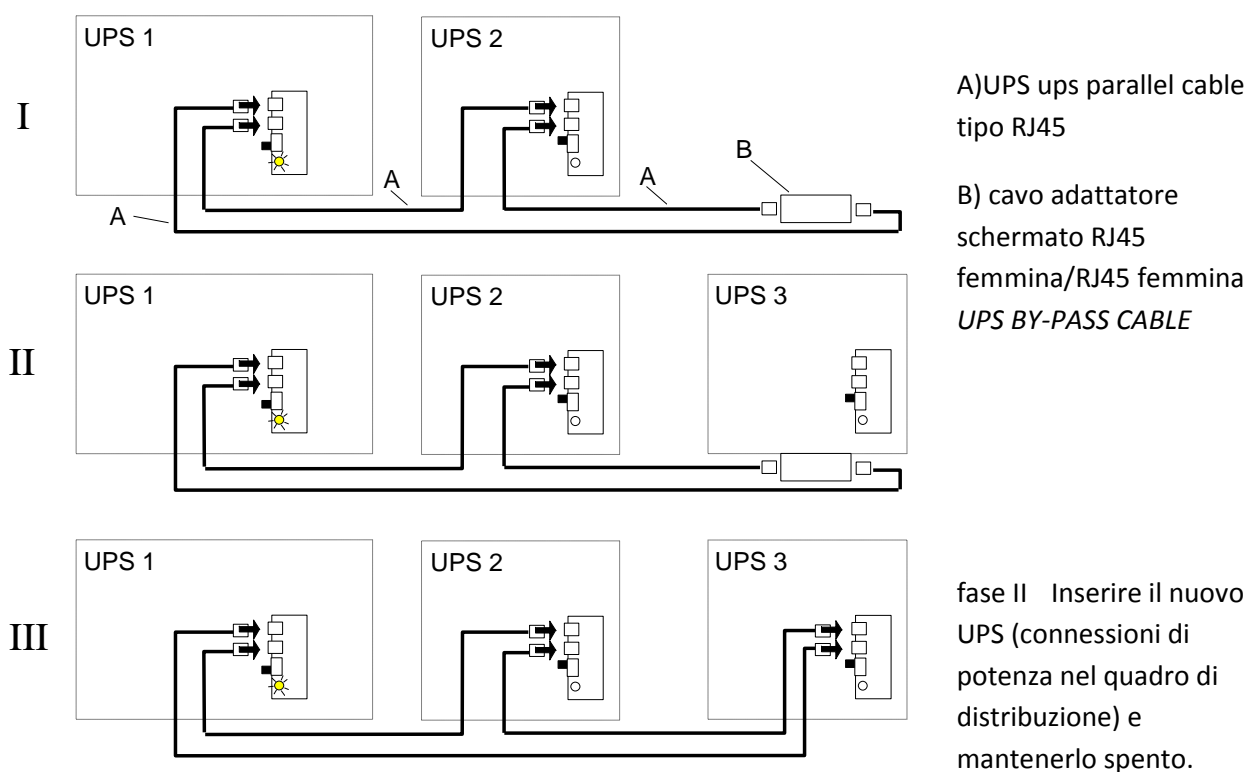 UPS 1
UPS 2
I
A
A
A
B
A)UPS ups parallel cable
tipo RJ45
B) cavo adattatore
schermato RJ45
femmina/RJ45 femmina
UPS BY-PASS CABLE
UPS 1
UPS 2
UPS 3
II
UPS 1
UPS 2
UPS 3
III
fase II Inserire il nuovo
UPS (connessioni di
potenza nel quadro di
distribuzione) e
mantenerlo spento.